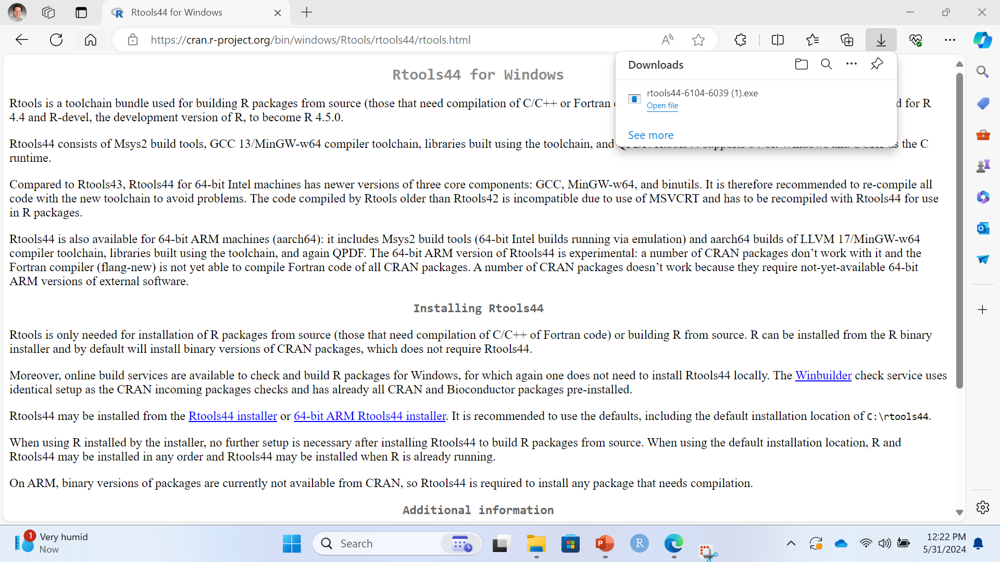 Rtools44 for Windows
https://cran.r-project.org/bin/windows/Rtools/rtools44/rtools.html
Downloads
rtools44-6104-6039 (1).exe
Open file
See more
Rtools44 for Windows
Rtools is a toolchain bundle used for building R packages from source (those that need compilation of C/C++ or Fortran d for R
4.4 and R-devel, the development version of R, to become R 4.5.0.
Rtools44 consists of Msys2 build tools, GCC 13/MinGW-w64 compiler toolchain, libraries built using the toolchain, and the C
runtime.
Compared to Rtools43, Rtools44 for 64-bit Intel machines has newer versions of three core components: GCC, MinGW-w64, and binutils. It is therefore recommended to re-compile all
code with the new toolchain to avoid problems. The code compiled by Rtools older than Rtools42 is incompatible due to use of MSVCRT and has to be recompiled with Rtools44 for use
in R packages.
Rtools44 is also available for 64-bit ARM machines (aarch64): it includes Msys2 build tools (64-bit Intel builds running via emulation) and aarch64 builds of LLVM 17/MinGW-w64
compiler toolchain, libraries built using the toolchain, and again QPDF. The 64-bit ARM version of Rtools44 is experimental: a number of CRAN packages don’t work with it and the
Fortran compiler (flang-new) is not yet able to compile Fortran code of all CRAN packages. A number of CRAN packages doesn’t work because they require not-yet-available 64-bit
ARM versions of external software.
Installing Rtools44
Rtools is only needed for installation of R packages from source (those that need compilation of C/C++ of Fortran code) or building R from source. R can be installed from the R binary
installer and by default will install binary versions of CRAN packages, which does not require Rtools44.
Moreover, online build services are available to check and build R packages for Windows, for which again one does not need to install Rtools44 locally. The Winbuilder check service uses
identical setup as the CRAN incoming packages checks and has already all CRAN and Bioconductor packages pre-installed.
Rtools44 may be installed from the Rtools44 installer or 64-bit ARM Rtools44 installer. It is recommended to use the defaults, including the default installation location of C:\rtools44.
When using R installed by the installer, no further setup is necessary after installing Rtools44 to build R packages from source. When using the default installation location, R and
Rtools44 may be installed in any order and Rtools44 may be installed when R is already running.
On ARM, binary versions of packages are currently not available from CRAN, so Rtools44 is required to install any package that needs compilation.
Additional information
1
Very humid
Now
Search
12:22 PM
5/31/2024